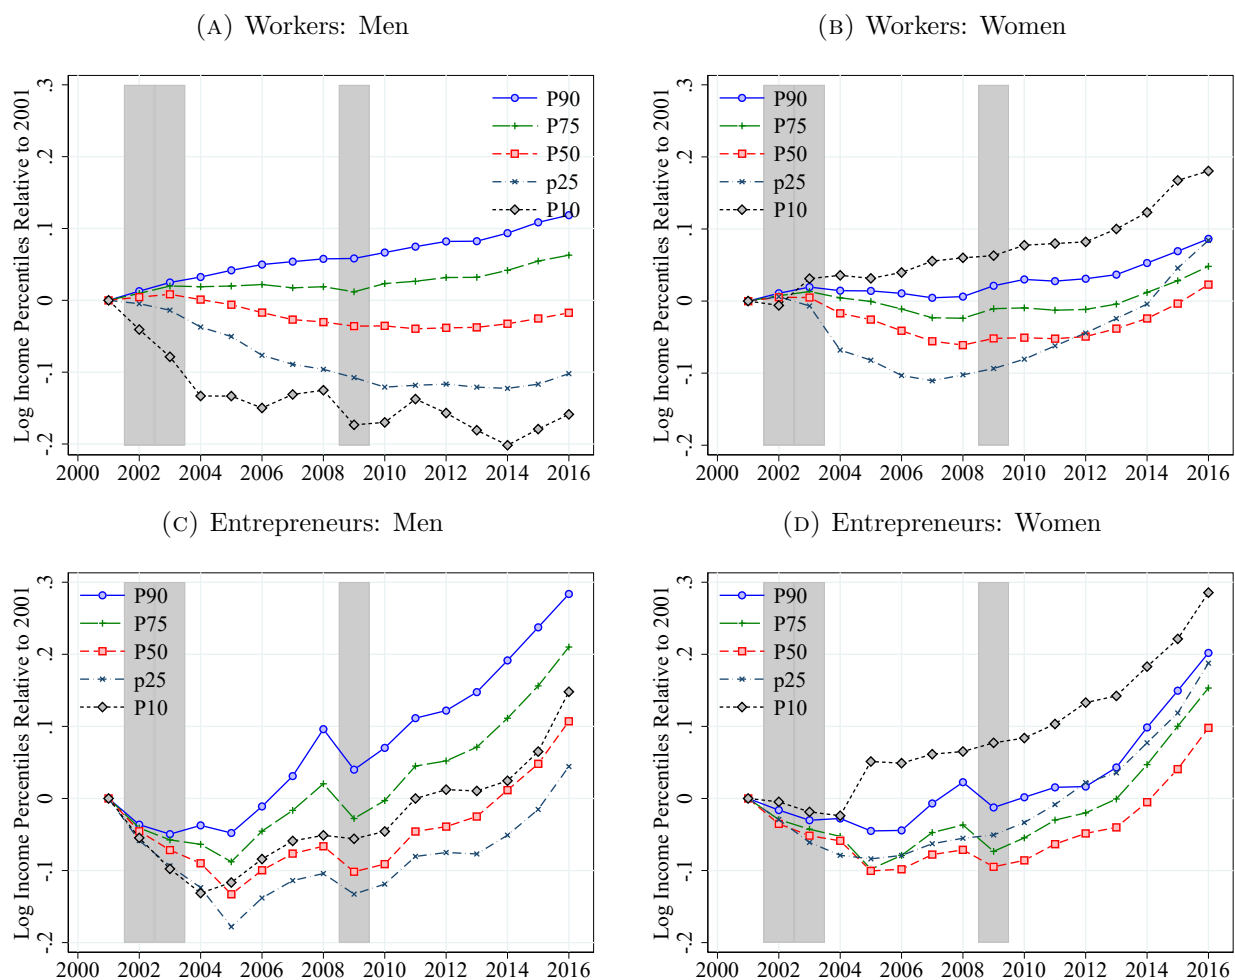 (A) Workers: Men
Log Income Percentiles Relative to 2001
.3
.2
.1
0
-.1
-.2
P90
P75
P50
p25
P10
2000 2002 2004 2006 2008 2010 2012 2014 2016
(B) Workers: Women
Log Income Percentiles Relative to 2001
.3
.2
.1
0
-.1
-.2
P90
P75
P50
p25
P10
2000 2002 2004 2006 2008 2010 2012 2014 2016
(C) Entrepreneurs: Men
Log Income Percentiles Relative to 2001
.3
.2
.1
0
-.1
-.2
P90
P75
P50
p25
P10
2000 2002 2004 2006 2008 2010 2012 2014 2016
(D) Entrepreneurs: Women
Log Income Percentiles Relative to 2001
.3
.2
.1
0
-.1
-.2
P90
P75
P50
p25
P10
2000 2002 2004 2006 2008 2010 2012 2014 2016